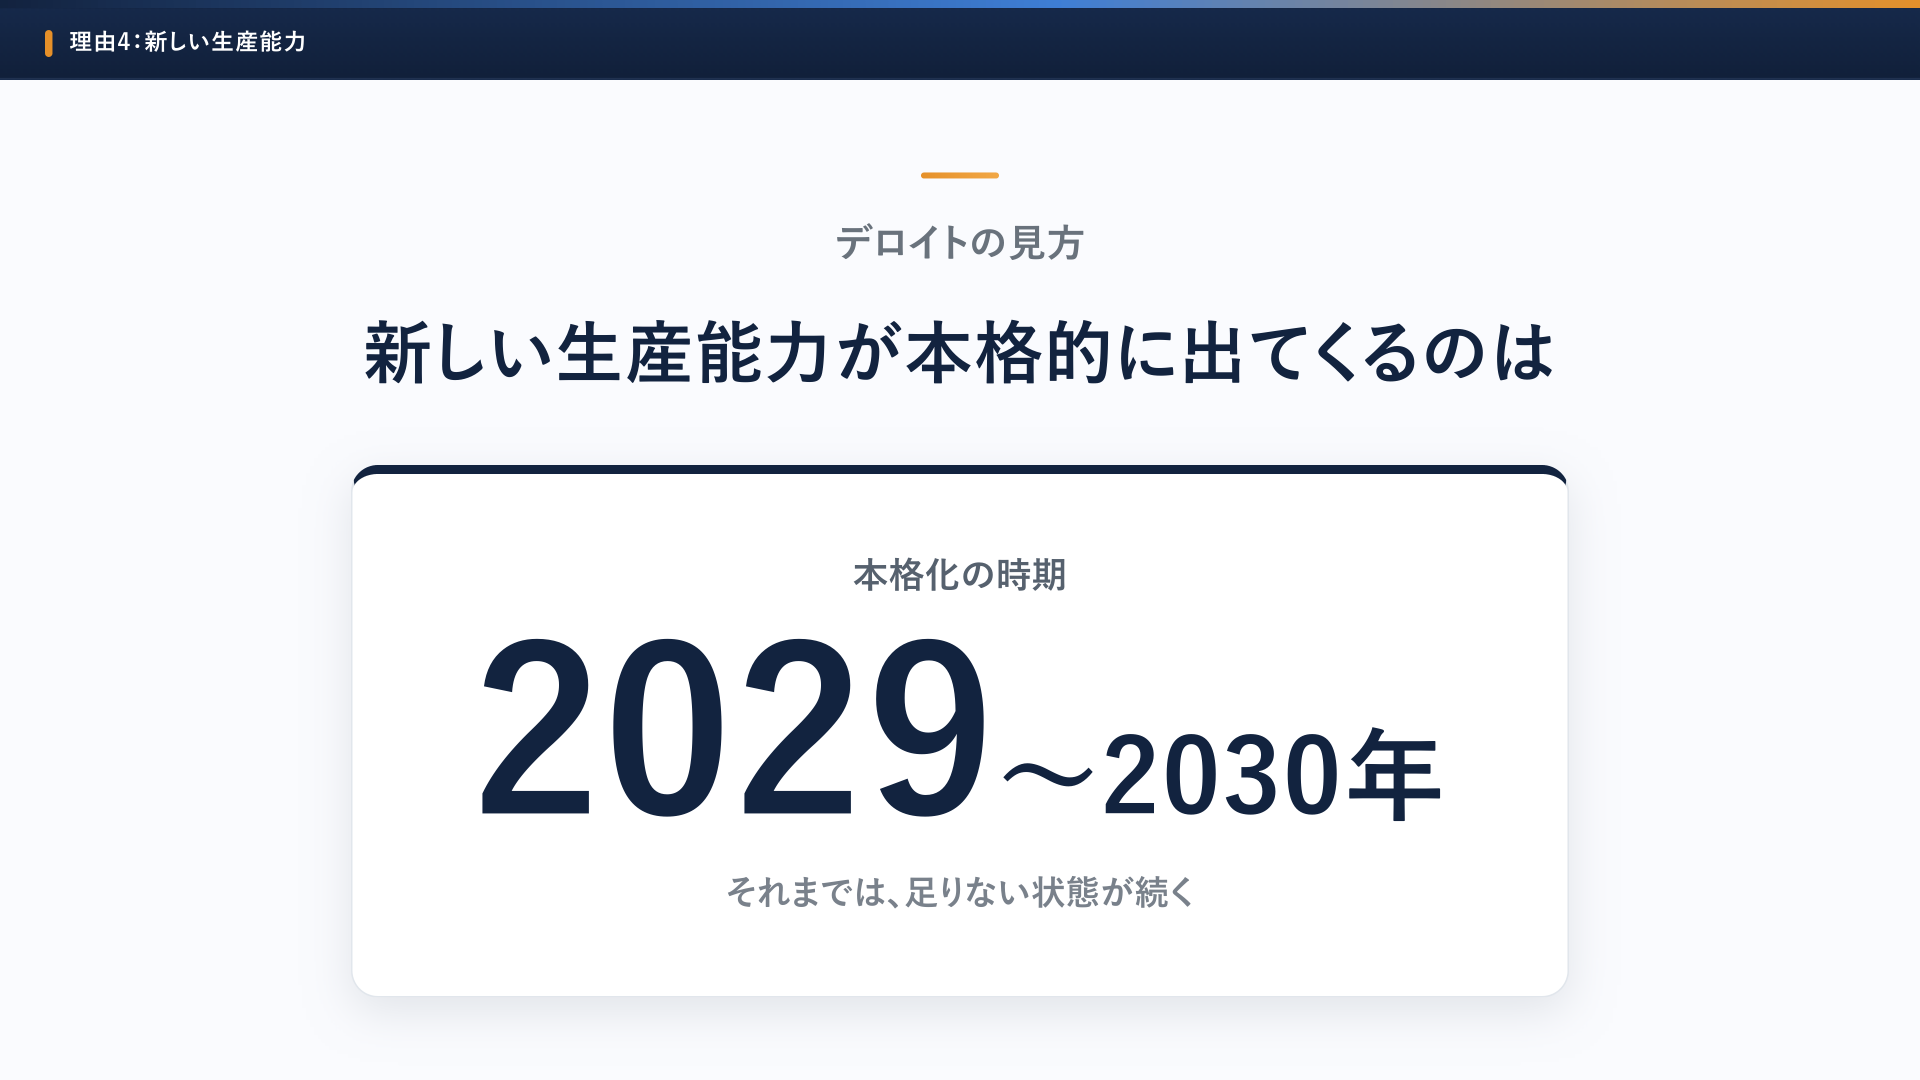 理由4：新しい生産能力
デロイトの見方
新しい生産能力が本格的に出てくるのは
本格化の時期
2029～2030年
それまでは、足りない状態が続く